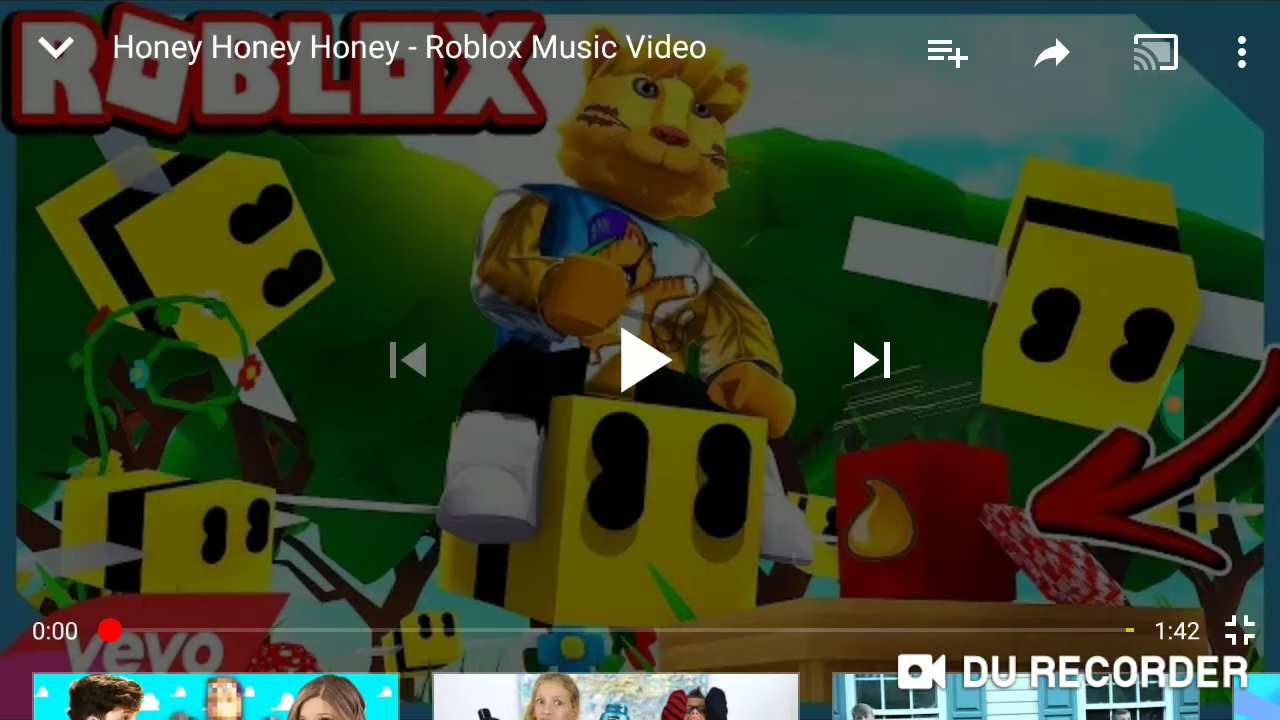 Honey Honey Honey - Roblox Music Video
ROBLOX
0:00
1:42
vevo
DU RECORDER